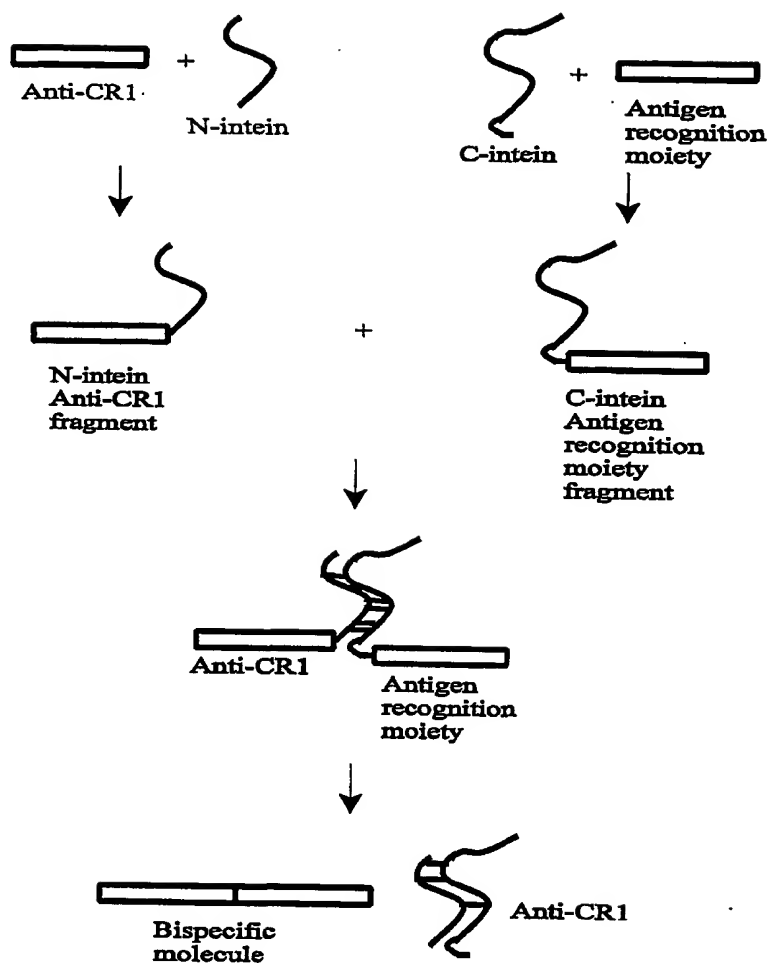 +
+
Anti-CR1
N-intein
C-intein
Antigen
recognition
moiety
+
N-intein
Anti-CR1
fragment
C-intein
Antigen
recognition
moiety
fragment
Anti-CR1
Antigen
recognition
moiety
Bispecific
molecule
Anti-CR1